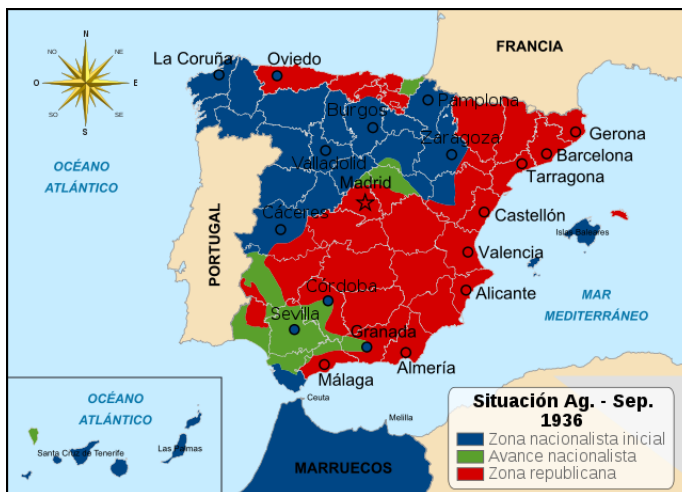 N
NO
NE
O
E
SO
SE
S
FRANCIA
La Coruña
Oviedo
Pamplona
Burgos
Gerona
Zaragoza
Barcelona
Valladolid
Tarragona
OCÉANO
ATLÁNTICO
Madrid
Castellón
Cáceres
Islas Baleares
PORTUGAL
Valencia
Alicante
Córdoba
MAR
MEDITERRÁNEO
Sevilla
Granada
Almería
Málaga
Ceuta
Melilla
MARRUECOS
OCÉANO
ATLÁNTICO
Las Palmas
Santa Cruz de Tenerife
Situación Ag. - Sep.
1936
Zona nacionalista inicial
Avance nacionalista
Zona republicana